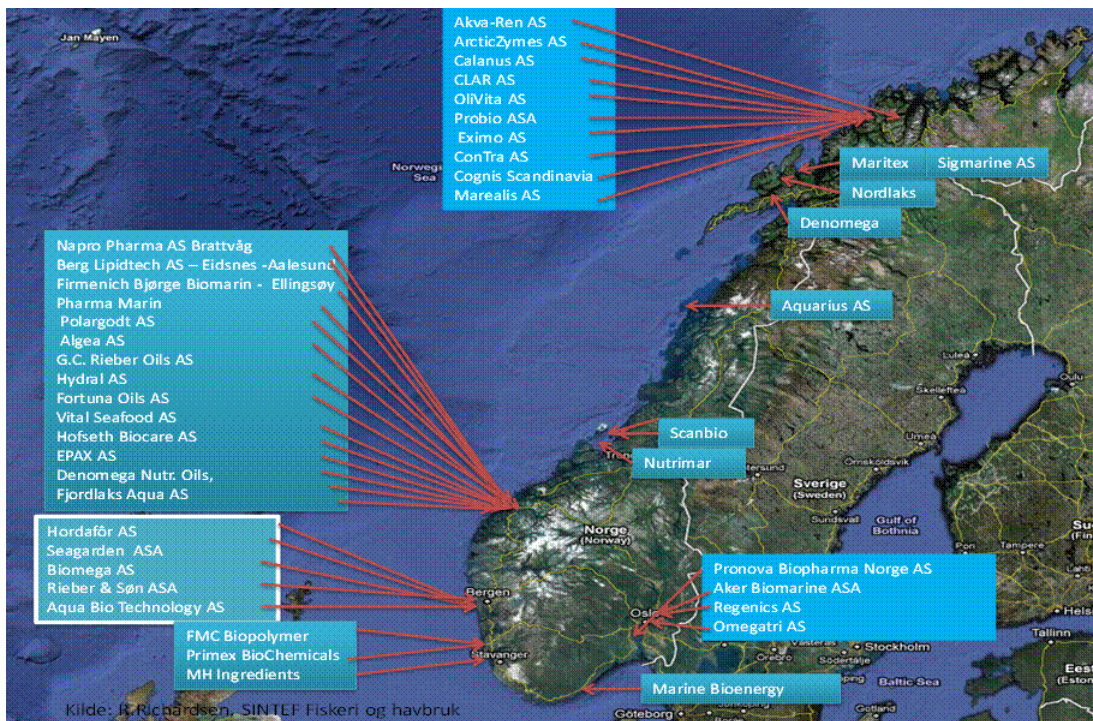 Jan Mayen
Akva-Ren AS
ArcticZymes AS
Calanus AS
CLAR AS
OliVita AS
Probio ASA
Eximo AS
ConTra AS
Cognis Scandinavia
Marealis AS
Norwegi
Sea
Maritex
Sigmarine AS
Nordlaks
Denomega
Napro Pharma AS Brattvåg
Berg Lipidtech AS – Eidsnes -Aalesund
Firmenich Bjørge Biomarin - Ellingsøy
Pharma Marin
Polargodt AS
Algea AS
G.C. Rieber Oils AS
Hydral AS
Fortuna Oils AS
Vital Seafood AS
Hofseth Biocare AS
EPAX AS
Denomega Nutr. Oils,
Fjordlaks Aqua AS
Aquarius AS
Luleå
Oulu
Skellefteå
Scanbio
Umeå
Nutrimar
Örnsköldsvik
Sverige
(Sweden)
Sundsvall
Gulf of
Bothnia
Norge
(Norway)
Tampere
Hordafôr AS
Seagarden ASA
Biomega AS
Rieber & Søn ASA
Aqua Bio Technology AS
Bergen
Pronova Biopharma Norge AS
Aker Biomarine ASA
Regenics AS
Omegatri AS
Oslo
FMC Biopolymer
Primex BioChemicals
MH Ingredients
Stavanger
Örebro
Stockholm
Södertälje
Tallinn
Baltic Sea
Marine Bioenergy
Göteborg
Gotland
Kilde: R.Richardsen, SINTEF Fiskeri og havbruk